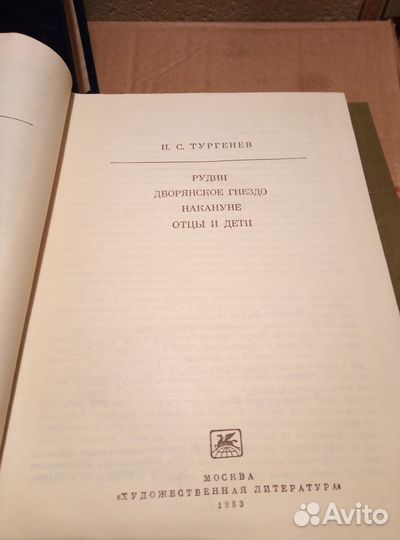 И. С. ТУРГЕНЕВ
РУДИН
ДВОРЯНСКОЕ ГНЕЗДО
НАКАНУНЕ
ОТЦЫ И ДЕТИ
МОСКВА
«ХУДОЖЕСТВЕННАЯ ЛИТЕРАТУРА»
1983
Avito